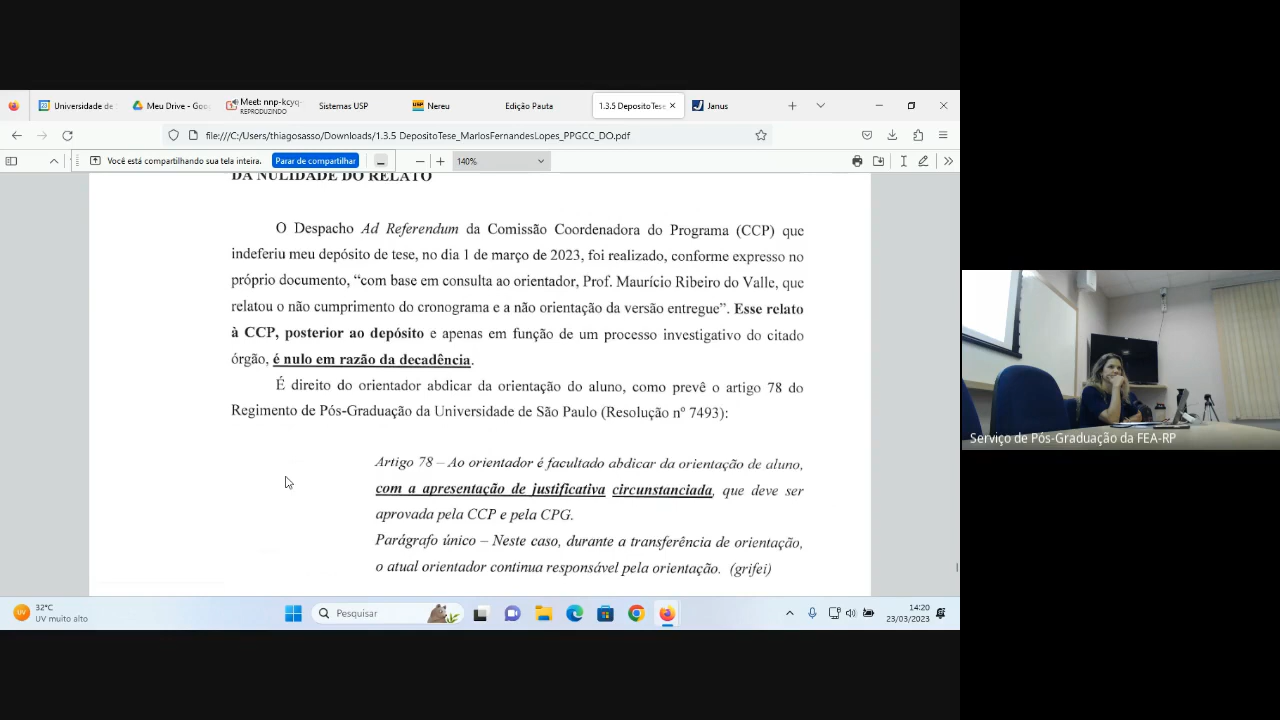 Universidade de
Meu Drive - Goo
Meet: nnp-kcyq-
REPRODUZINDO
Sistemas USP
USP
Nereu
Edição Pauta
1.3.5 DepositoTese_
Janus
file:///C:/Users/thiagosasso/Downloads/1.3.5 DepositoTese_MarlosFernandesLopes_PPGCC_DO.pdf
Você está compartilhando sua tela inteira.
Parar de compartilhar
140%
DA NULIDADE DO RELATO
O Despacho Ad Referendum da Comissão Coordenadora do Programa (CCP) que
indeferiu meu depósito de tese, no dia 1 de março de 2023, foi realizado, conforme expresso no
próprio documento, “com base em consulta ao orientador, Prof. Maurício Ribeiro do Valle, que
relatou o não cumprimento do cronograma e a não orientação da versão entregue”. Esse relato
à CCP, posterior ao depósito e apenas em função de um processo investigativo do citado
órgão, é nulo em razão da decadência.
É direito do orientador abdicar da orientação do aluno, como prevê o artigo 78 do
Regimento de Pós-Graduação da Universidade de São Paulo (Resolução nº 7493):
Artigo 78 – Ao orientador é facultado abdicar da orientação de aluno,
com a apresentação de justificativa circunstanciada, que deve ser
aprovada pela CCP e pela CPG.
Parágrafo único – Neste caso, durante a transferência de orientação,
o atual orientador continua responsável pela orientação. (grifei)
Serviço de Pós-Graduação da FEA-RP
UV
32°C
UV muito alto
Pesquisar
14:20
23/03/2023